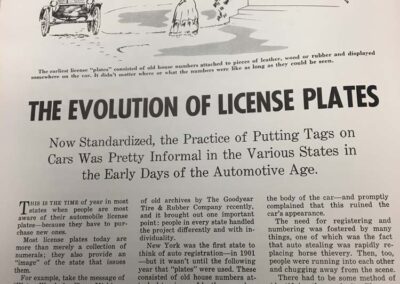 The earliest license "plates" consisted of old house numbers attached to pieces of leather, wood or rubber and displayed
somewhere on the car. It didn't matter where or what the numbers were like as long as they could be seen.
THE EVOLUTION OF LICENSE PLATES
Now Standardized, the Practice of Putting Tags on
Cars Was Pretty Informal in the Various States in
the Early Days of the Automotive Age.
THIS IS THE TIME of year in most
states when people are most
aware of their automobile license
plates—because they have to pur-
chase new ones.
Most license plates today are
more than merely a collection of
numerals; they also provide an
"image" of the state that issues
them.
For example, take the message of
of old archives by The Goodyear
Tire & Rubber Company recently,
and it brought out one important
point: people in every state handled
the project differently and with in-
dividuality.
New York was the first state to
think of auto registration—in 1901
—but it wasn't until the following
year that "plates" were used. These
consisted of old house numbers at-
the body of the car—and promptly
complained that this ruined the
car's appearance.
The need for registering and
numbering was fostered by many
things, one of which was the fact
that auto stealing was rapidly re-
placing horse thievery. Then, too,
people were running into each other
and chugging away from the scene.
There had to be some method of